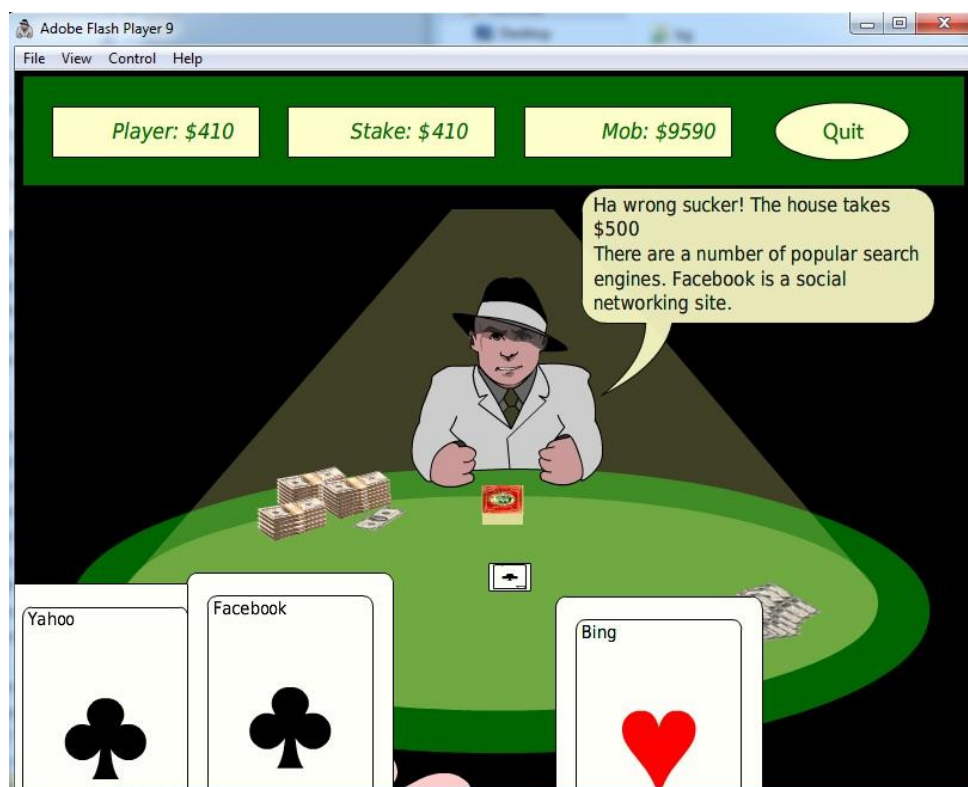 Adobe Flash Player 9
File View Control Help
Player: $410 Stake: $410 Mob: $9590 Quit
Ha wrong sucker! The house takes
$500
There are a number of popular search
engines. Facebook is a social
networking site.
Yahoo
Facebook
Bing